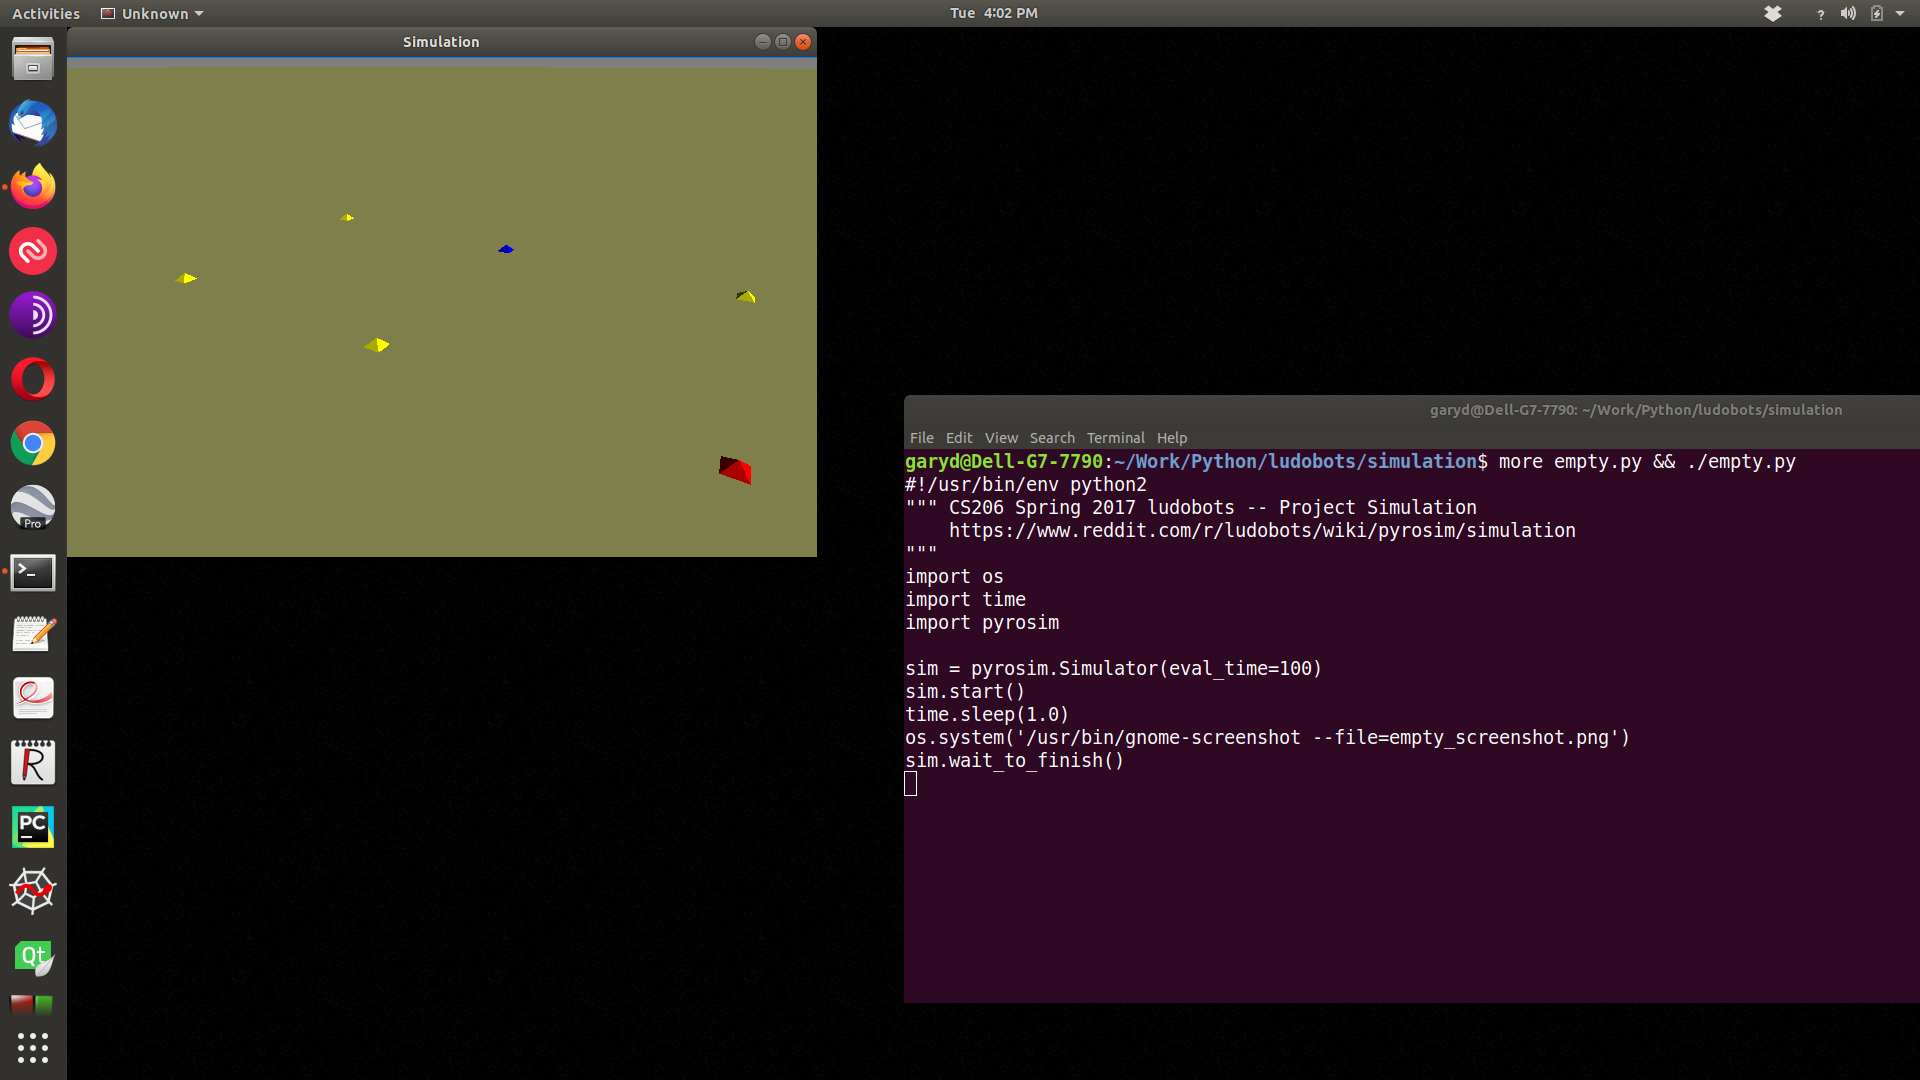 Activities
Unknown
Tue 4:02 PM
?
Simulation
garyd@Dell-G7-7790: ~/Work/Python/ludobots/simulation
File Edit View Search Terminal Help
garyd@Dell-G7-7790:~/Work/Python/ludobots/simulation$ more empty.py && ./empty.py
#!/usr/bin/env python2
""" CS206 Spring 2017 ludobots -- Project Simulation
    https://www.reddit.com/r/ludobots/wiki/pyrosim/simulation
"""
import os
import time
import pyrosim
sim = pyrosim.Simulator(eval_time=100)
sim.start()
time.sleep(1.0)
os.system('/usr/bin/gnome-screenshot --file=empty_screenshot.png')
sim.wait_to_finish()
Pro
>_
R
PC
Qt